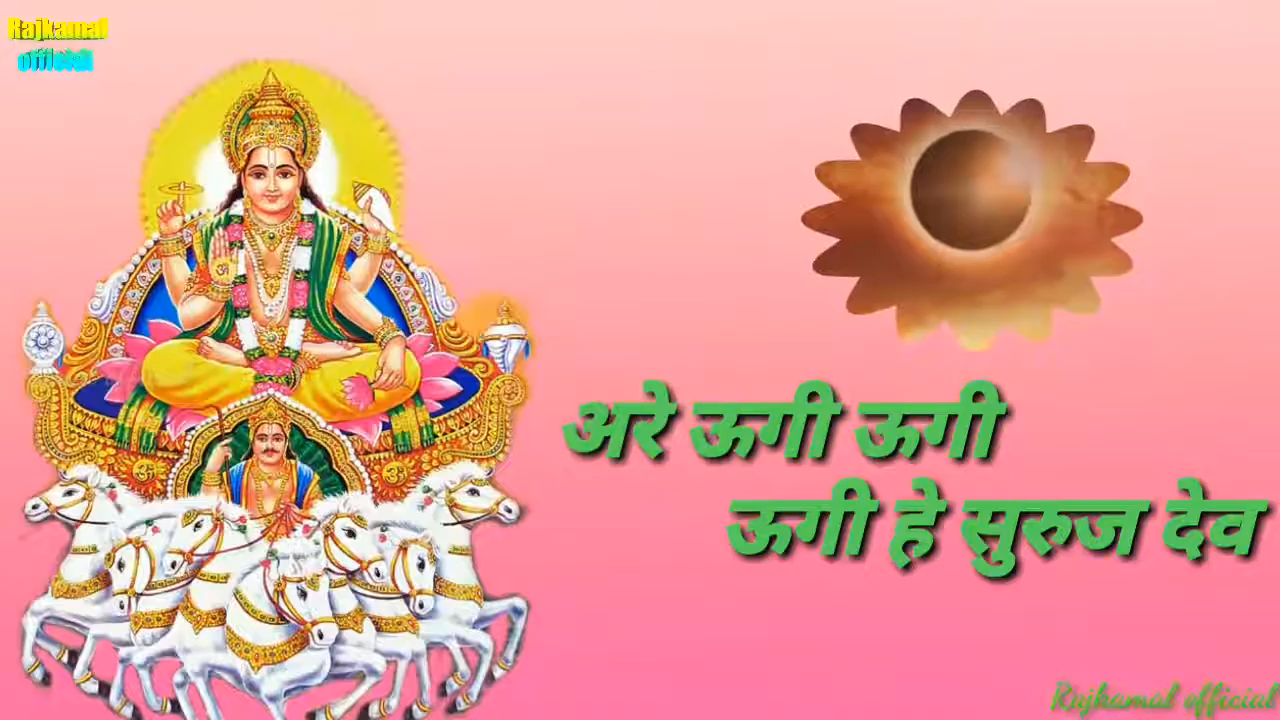 Rajkamal
official
अरे ऊगी ऊगी
ऊगी हे सुरुज देव
Rajkamal official